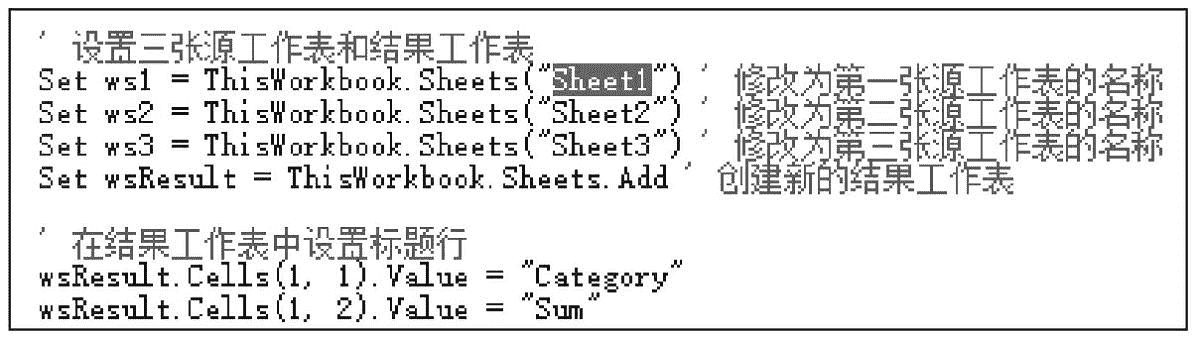 ' 设置三张源工作表和结果工作表
Set ws1 = ThisWorkbook.Sheets("Sheet1") ' 修改为第一张源工作表的名称
Set ws2 = ThisWorkbook.Sheets("Sheet2") ' 修改为第二张源工作表的名称
Set ws3 = ThisWorkbook.Sheets("Sheet3") ' 修改为第三张源工作表的名称
Set wsResult = ThisWorkbook.Sheets.Add ' 创建新的结果工作表
' 在结果工作表中设置标题行
wsResult.Cells(1, 1).Value = "Category"
wsResult.Cells(1, 2).Value = "Sum"